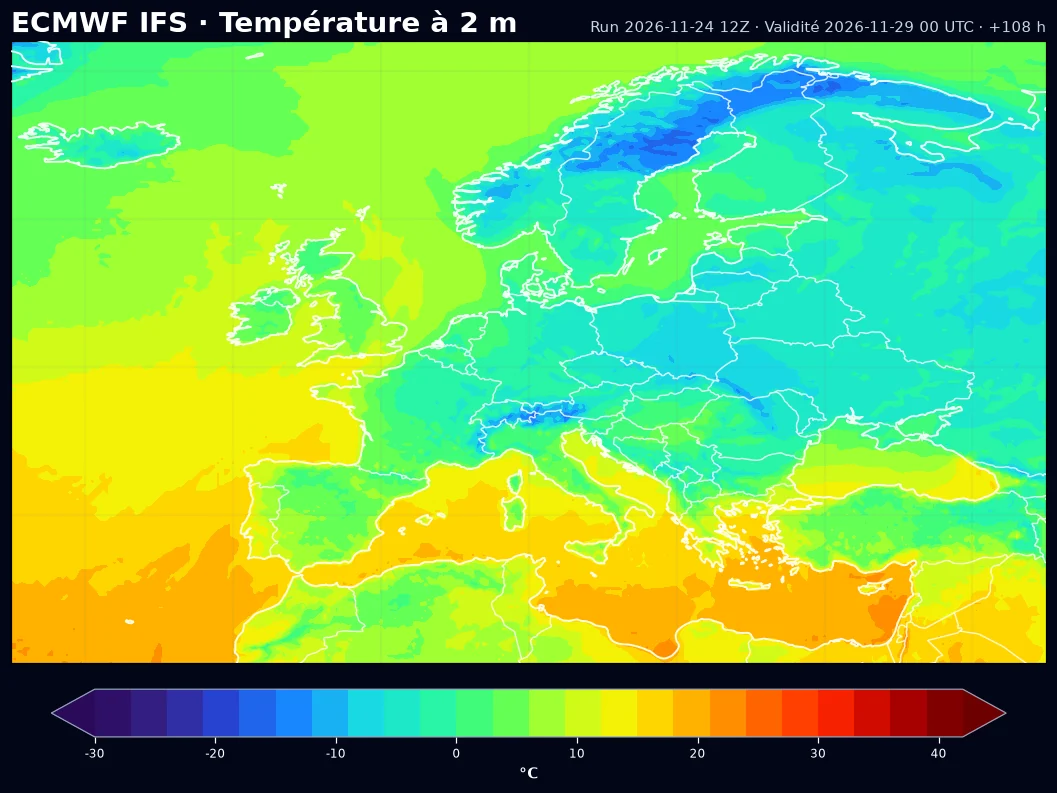 ECMWF IFS · Température à 2 m
Run 2026-11-24 12Z · Validité 2026-11-29 00 UTC · +108 h
-30 -20 -10 0 10 20 30 40
°C